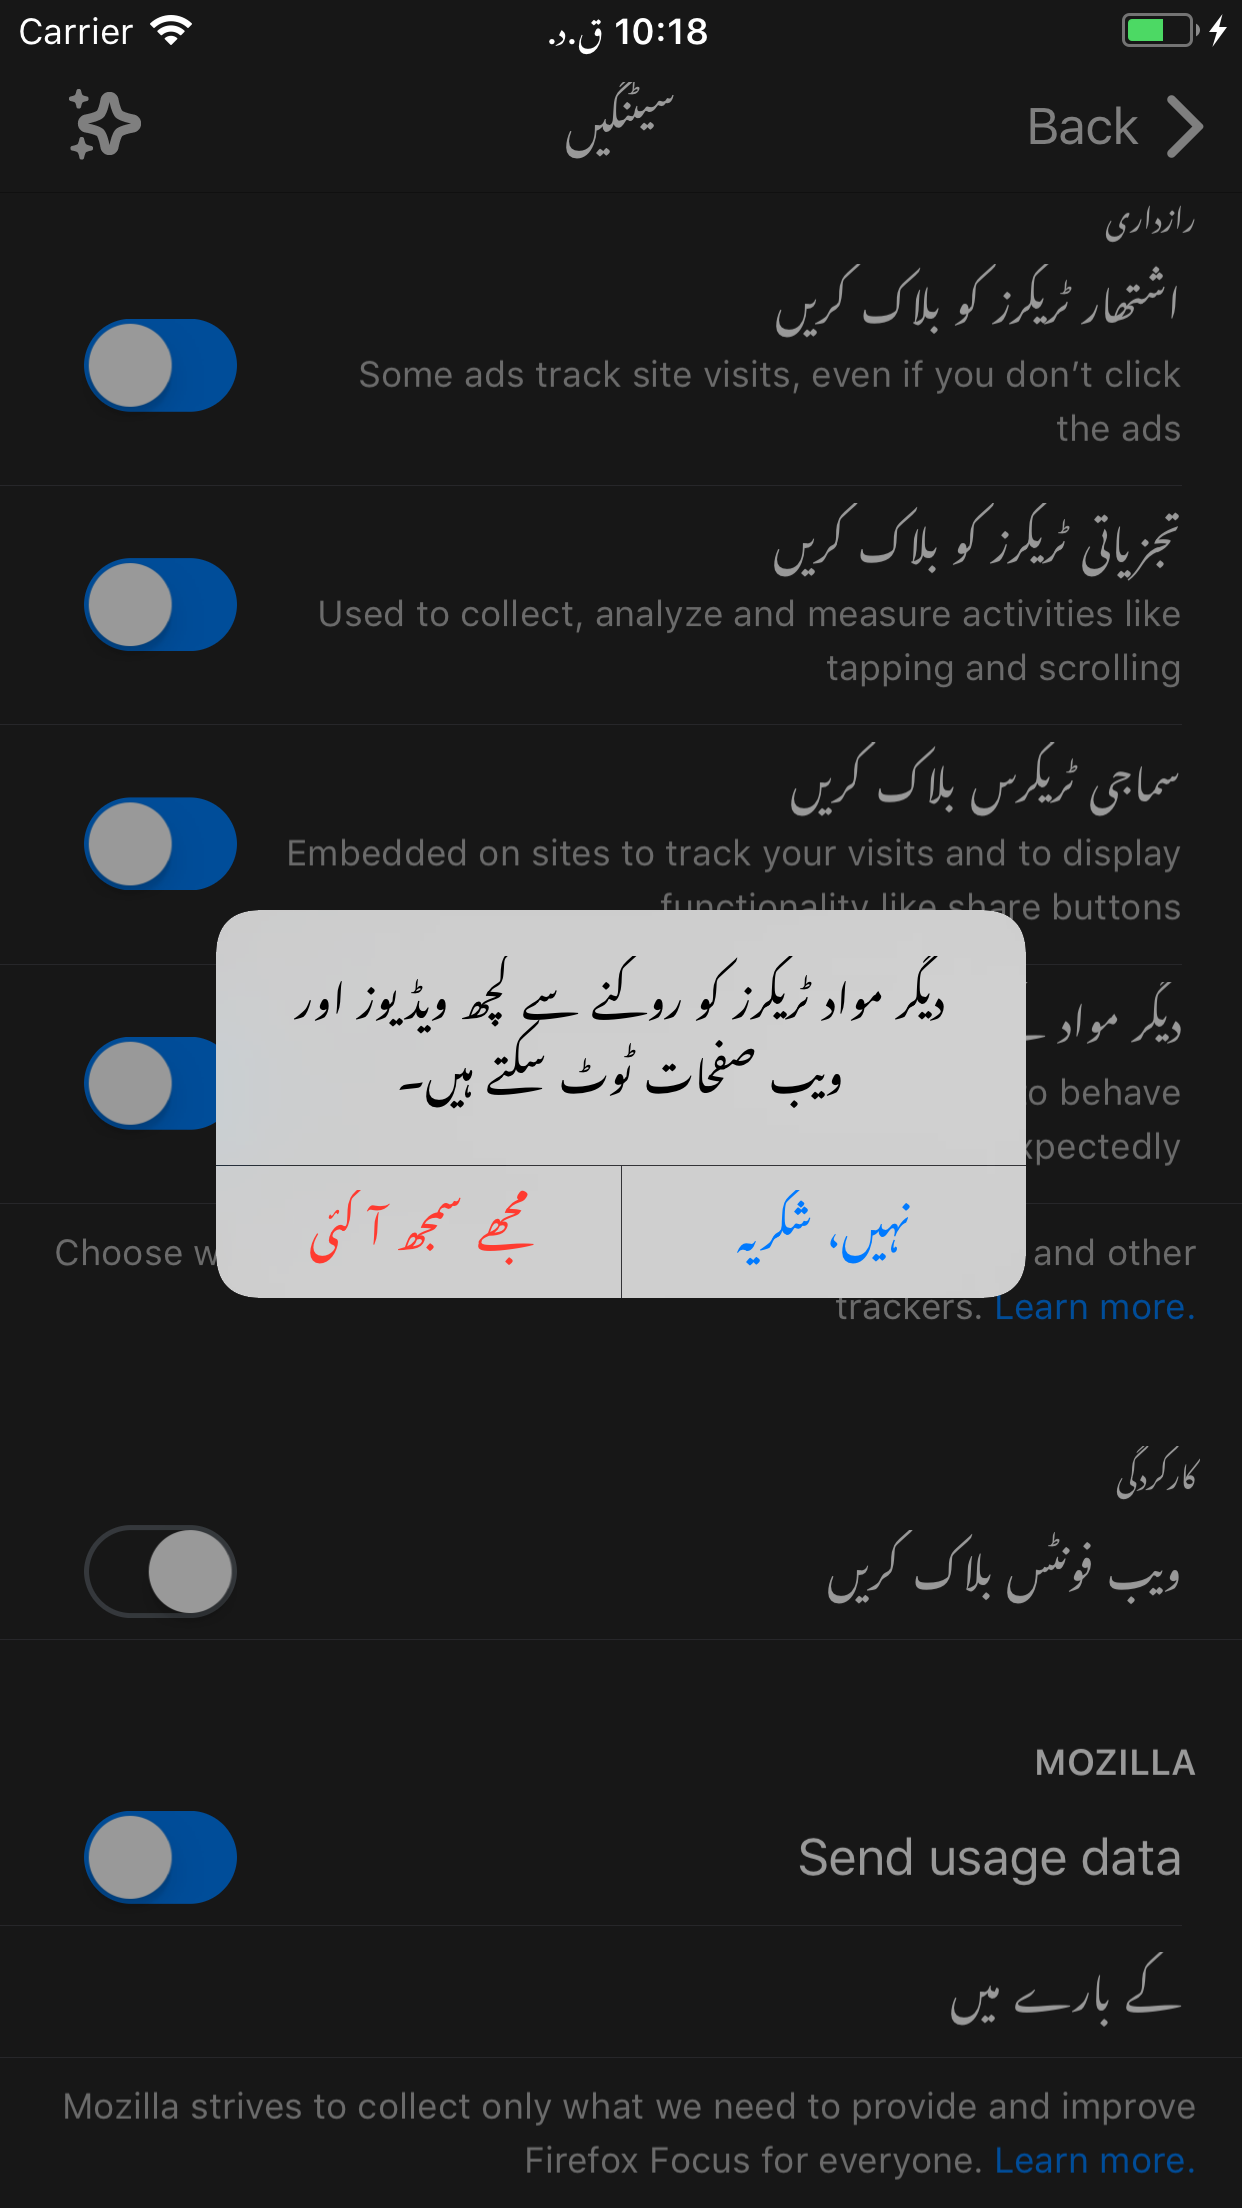 Carrier 10:18 ق.د.
سیٹنگیں
Back
رازداری
اشتھار ٹریکرز کو بلاک کریں
Some ads track site visits, even if you don’t click
the ads
تجزیاتی ٹریکرز کو بلاک کریں
Used to collect, analyze and measure activities like
tapping and scrolling
سماجی ٹریکرس بلاک کریں
Embedded on sites to track your visits and to display
functionality like share buttons
دیگر مواد ٹریکرز کو روکنے سے کچھ ویڈیوز اور
ویب صفحات ٹوٹ سکتے ہیں۔
نہیں، شکریہ
مجھے سمجھ آ گئی
دیگر مواد
behave
Choose
and other
trackers. Learn more.
کارکردگی
ویب فونٹس بلاک کریں
MOZILLA
Send usage data
کے بارے میں
Mozilla strives to collect only what we need to provide and improve
Firefox Focus for everyone. Learn more.